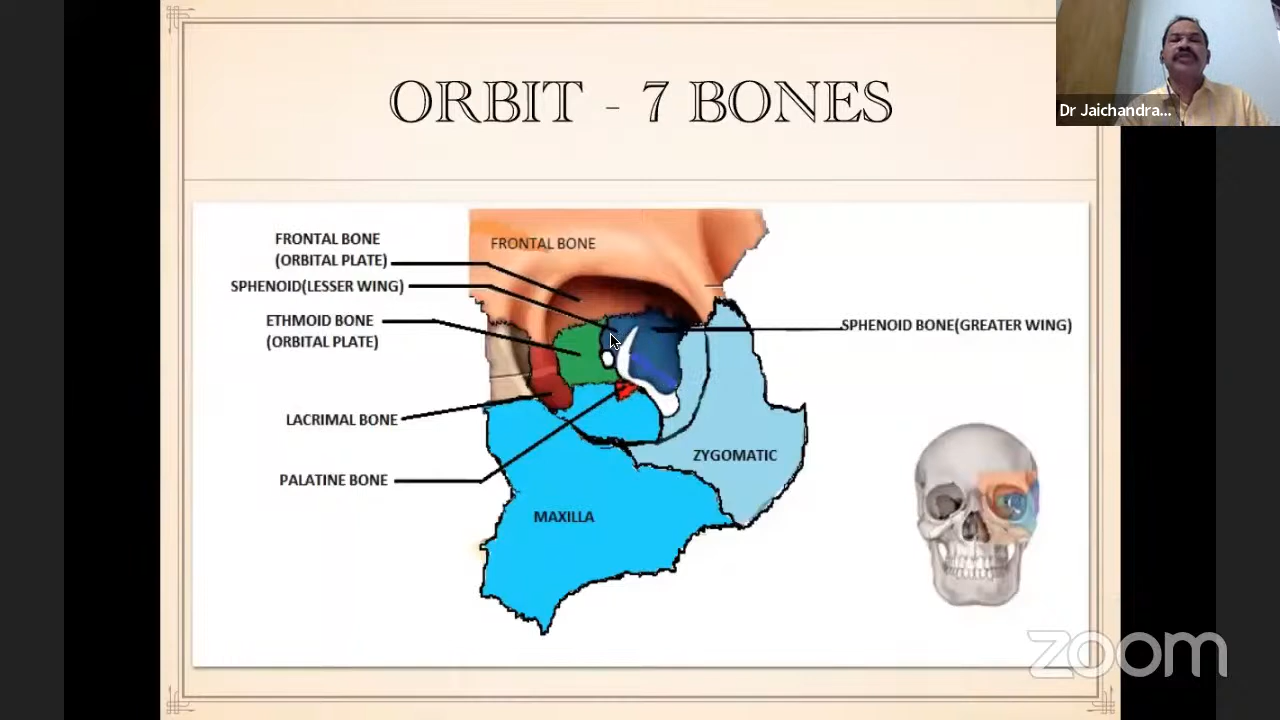 ORBIT - 7 BONES
Dr Jaichandra...
FRONTAL BONE
(ORBITAL PLATE)
FRONTAL BONE
SPHENOID(LESSER WING)
ETHMOID BONE
(ORBITAL PLATE)
SPHENOID BONE(GREATER WING)
LACRIMAL BONE
ZYGOMATIC
PALATINE BONE
MAXILLA
zoom